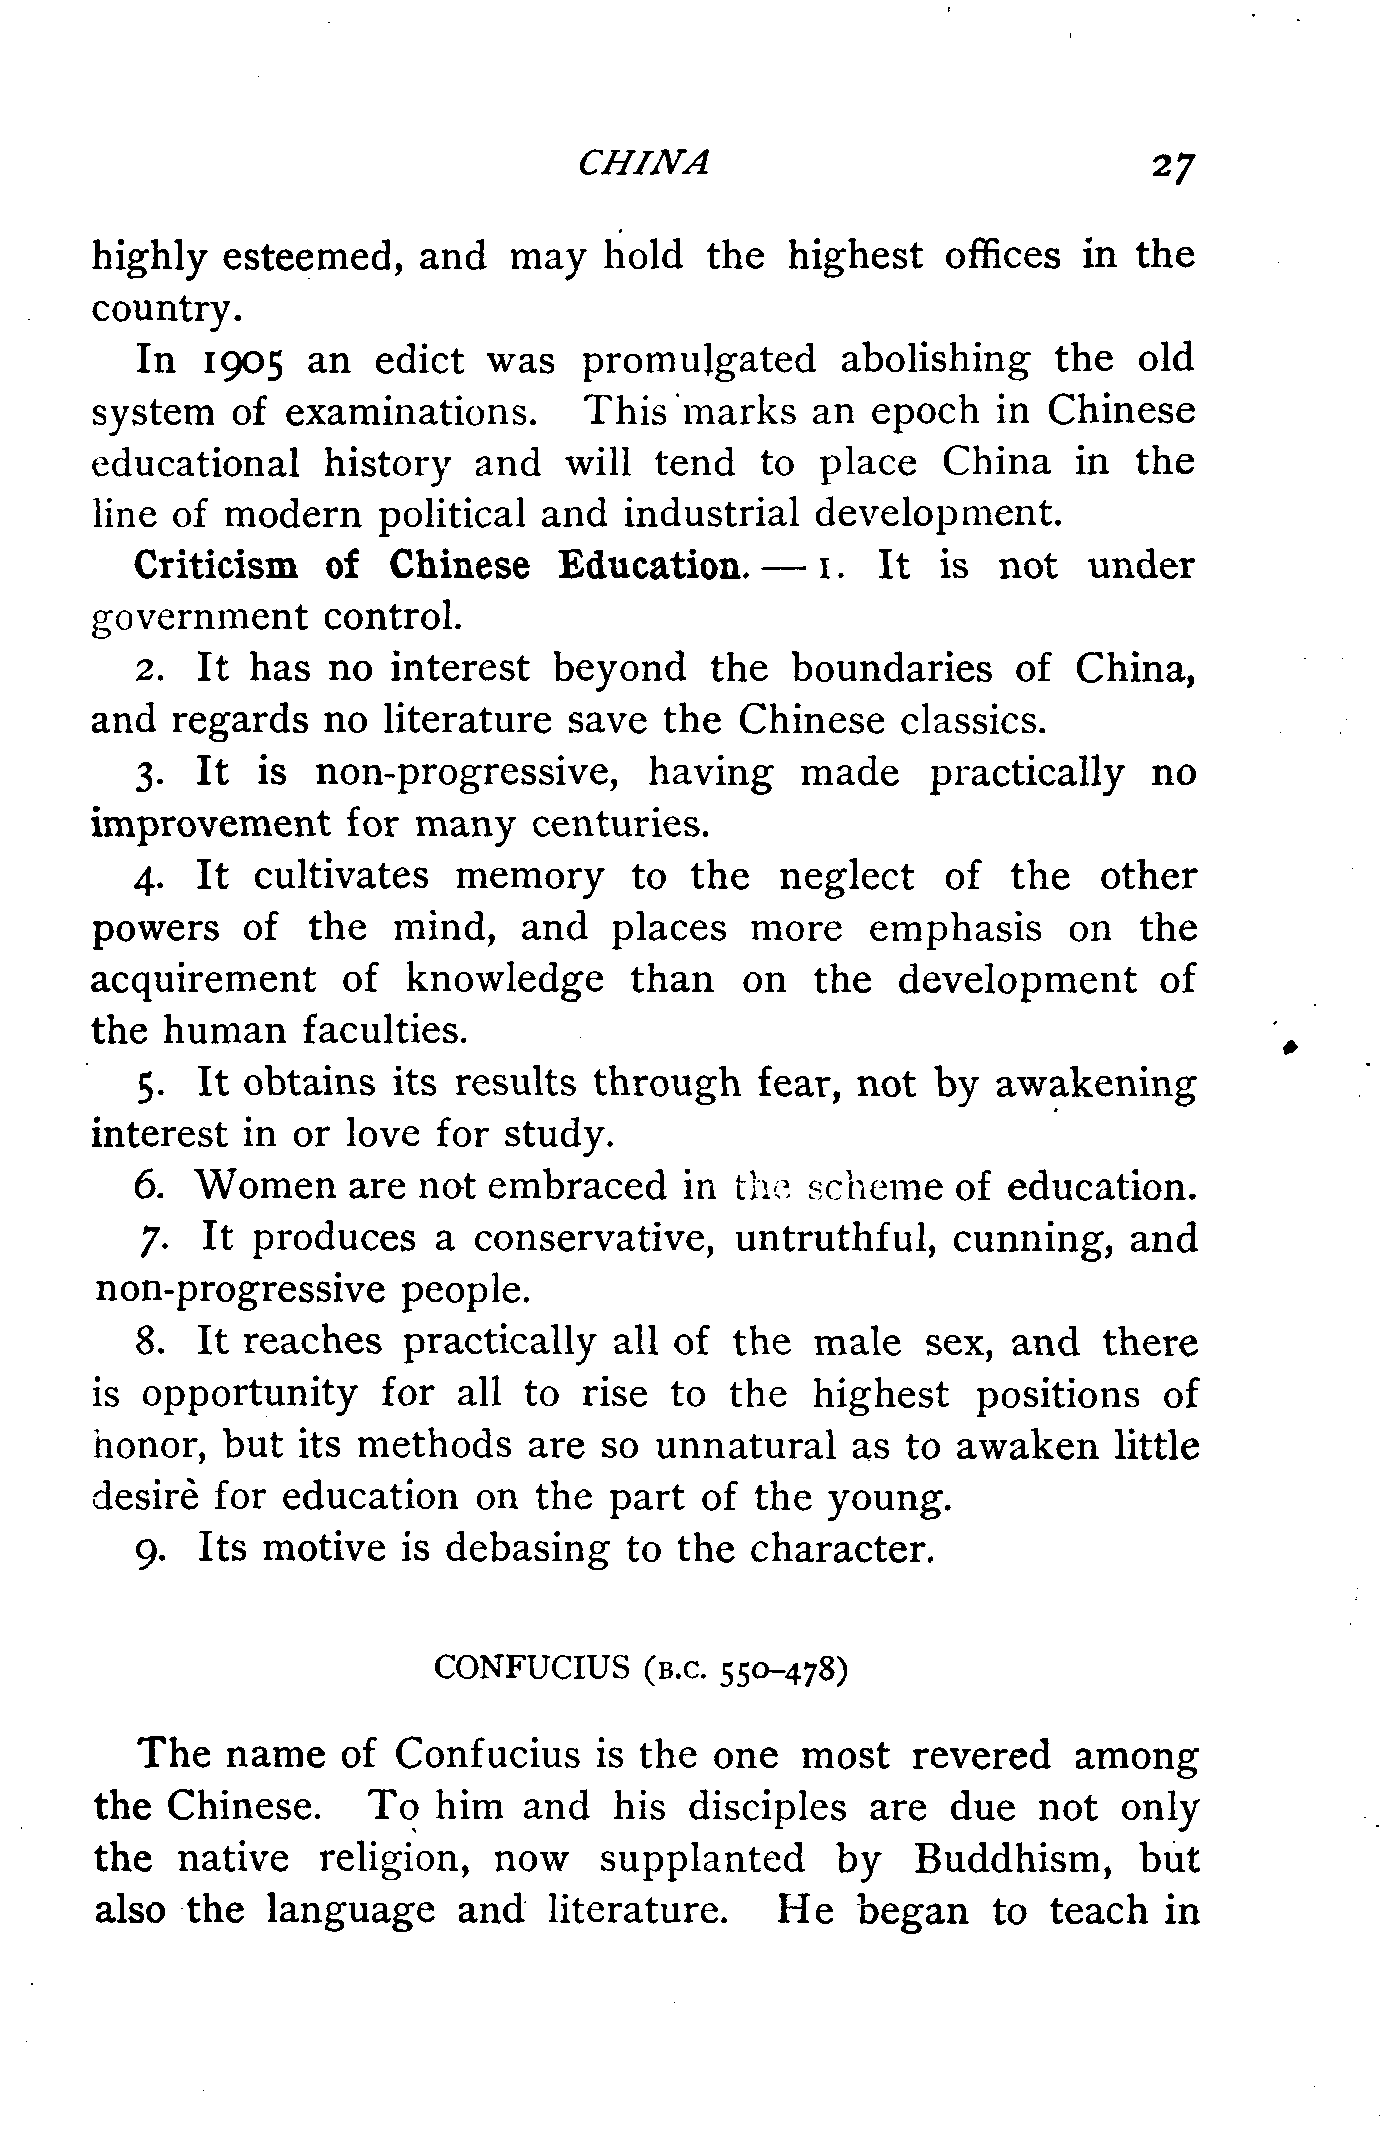 CHINA 27
highly esteemed, and may hold the highest offices in the
country.
In 1905 an edict was promulgated abolishing the old
system of examinations. This marks an epoch in Chinese
educational history and will tend to place China in the
line of modern political and industrial development.
Criticism of Chinese Education. — 1. It is not under
government control.
2. It has no interest beyond the boundaries of China,
and regards no literature save the Chinese classics.
3. It is non-progressive, having made practically no
improvement for many centuries.
4. It cultivates memory to the neglect of the other
powers of the mind, and places more emphasis on the
acquirement of knowledge than on the development of
the human faculties.
5. It obtains its results through fear, not by awakening
interest in or love for study.
6. Women are not embraced in the scheme of education.
7. It produces a conservative, untruthful, cunning, and
non-progressive people.
8. It reaches practically all of the male sex, and there
is opportunity for all to rise to the highest positions of
honor, but its methods are so unnatural as to awaken little
desire for education on the part of the young.
9. Its motive is debasing to the character.
CONFUCIUS (B.C. 550–478)
The name of Confucius is the one most revered among
the Chinese. To him and his disciples are due not only
the native religion, now supplanted by Buddhism, but
also the language and literature. He began to teach in